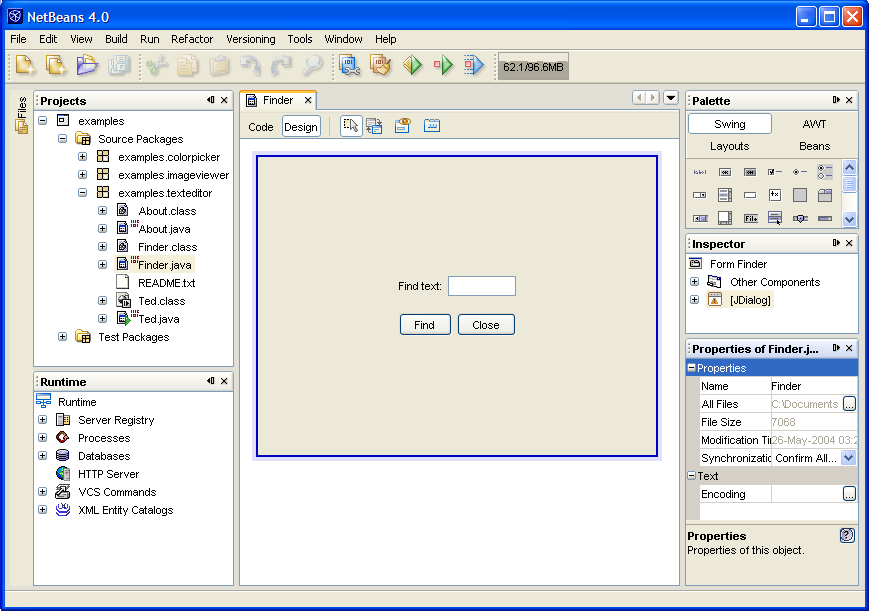 NetBeans 4.0
File Edit View Build Run Refactor Versioning Tools Window Help
62.1/96.6MB
Files
Projects
examples
Source Packages
examples.colorpicker
examples.imageviewer
examples.texteditor
About.class
About.java
Finder.class
Finder.java
README.txt
Ted.class
Ted.java
Test Packages
Runtime
Runtime
Server Registry
Processes
Databases
HTTP Server
VCS Commands
XML Entity Catalogs
Finder
Code Design
Find text:
Find Close
Palette
Swing AWT
Layouts Beans
Inspector
Form Finder
Other Components
[JDialog]
Properties of Finder.j...
Properties
Name Finder
All Files C:\Documents ...
File Size 7068
Modification Ti 26-May-2004 03:2
Synchronizatic Confirm All...
Text
Encoding ...
Properties
Properties of this object.